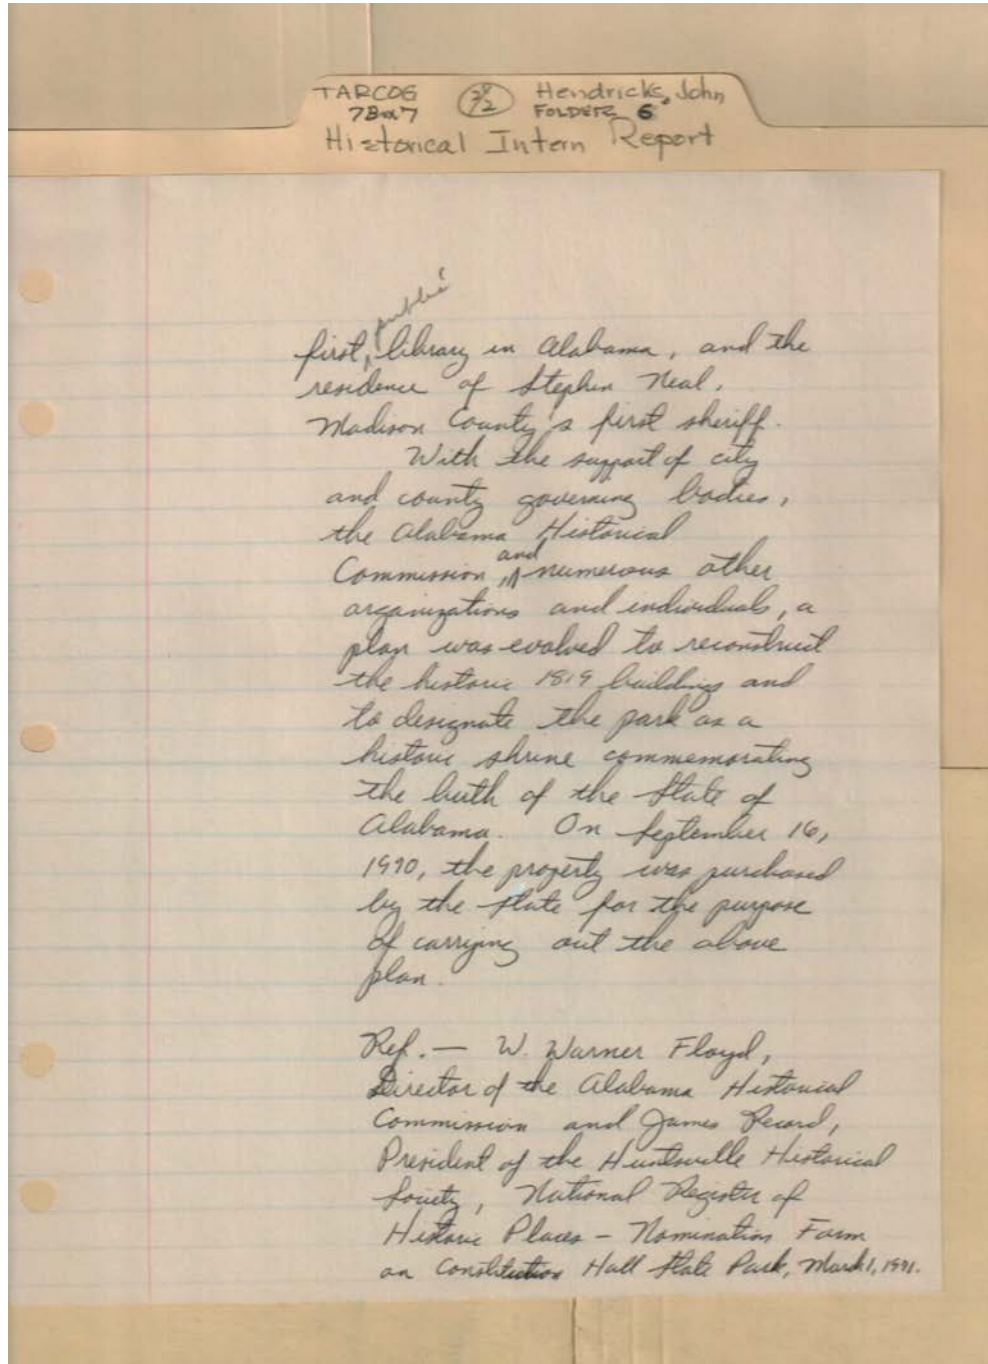 TARCOG
7Box7
28/2
Hendricks, John
FOLDER 6
Historical Intern Report
public
first, library in Alabama, and the
residence of Stephen Neal,
Madison County's first sheriff.
With the support of city
and county governing bodies,
the Alabama Historical
and
Commission, numerous other
organizations and individuals, a
plan was evolved to reconstruct
the historic 1819 buildings and
to designate the park as a
historic shrine commemorating
the birth of the State of
Alabama. On September 16,
1970, the property was purchased
by the state for the purpose
of carrying out the above
plan.
Ref. — W. Warner Floyd,
Director of the Alabama Historical
Commission and James Record,
President of the Huntsville Historical
Society, National Register of
Historic Places - Nomination Form
on Constitution Hall State Park, March 1, 1971.